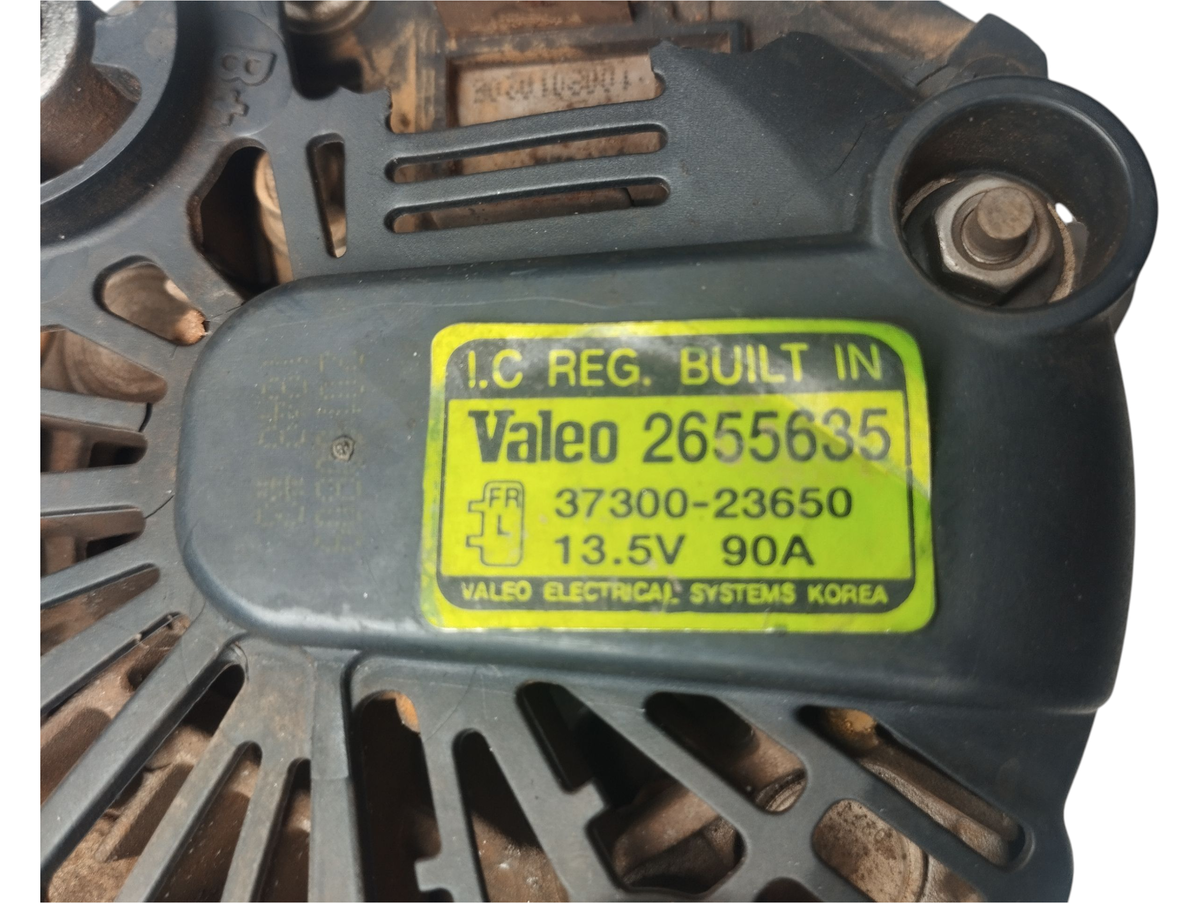 B+
I.C REG. BUILT IN
Valeo 2655635
FR
L
37300-23650
13.5V 90A
VALEO ELECTRICAL SYSTEMS KOREA